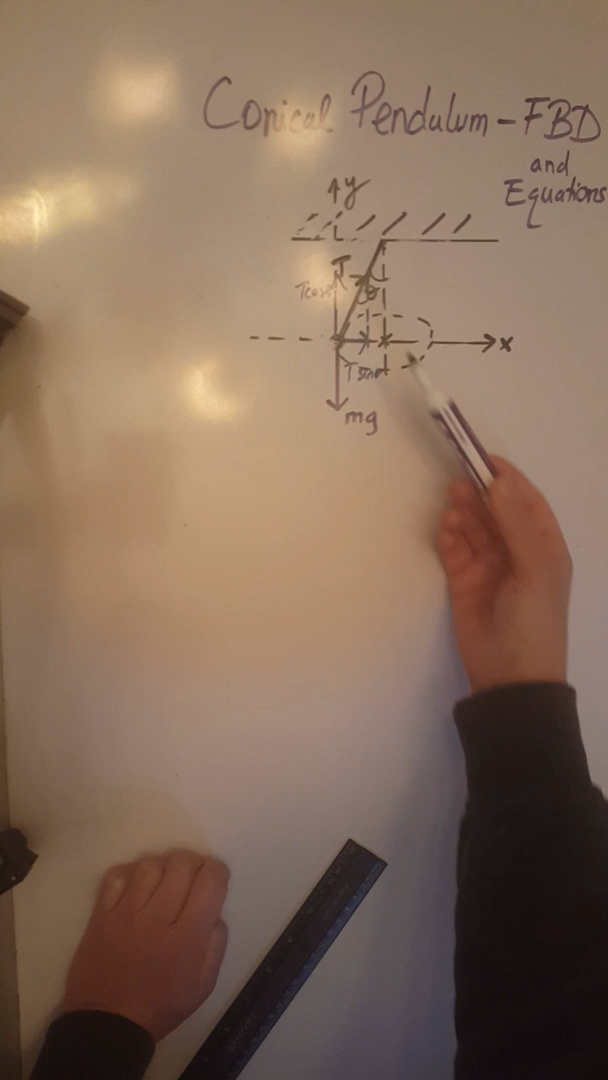 Conical Pendulum - FBD
and
Equations
y
T
Tcosθ
θ
x
Tsinθ
mg